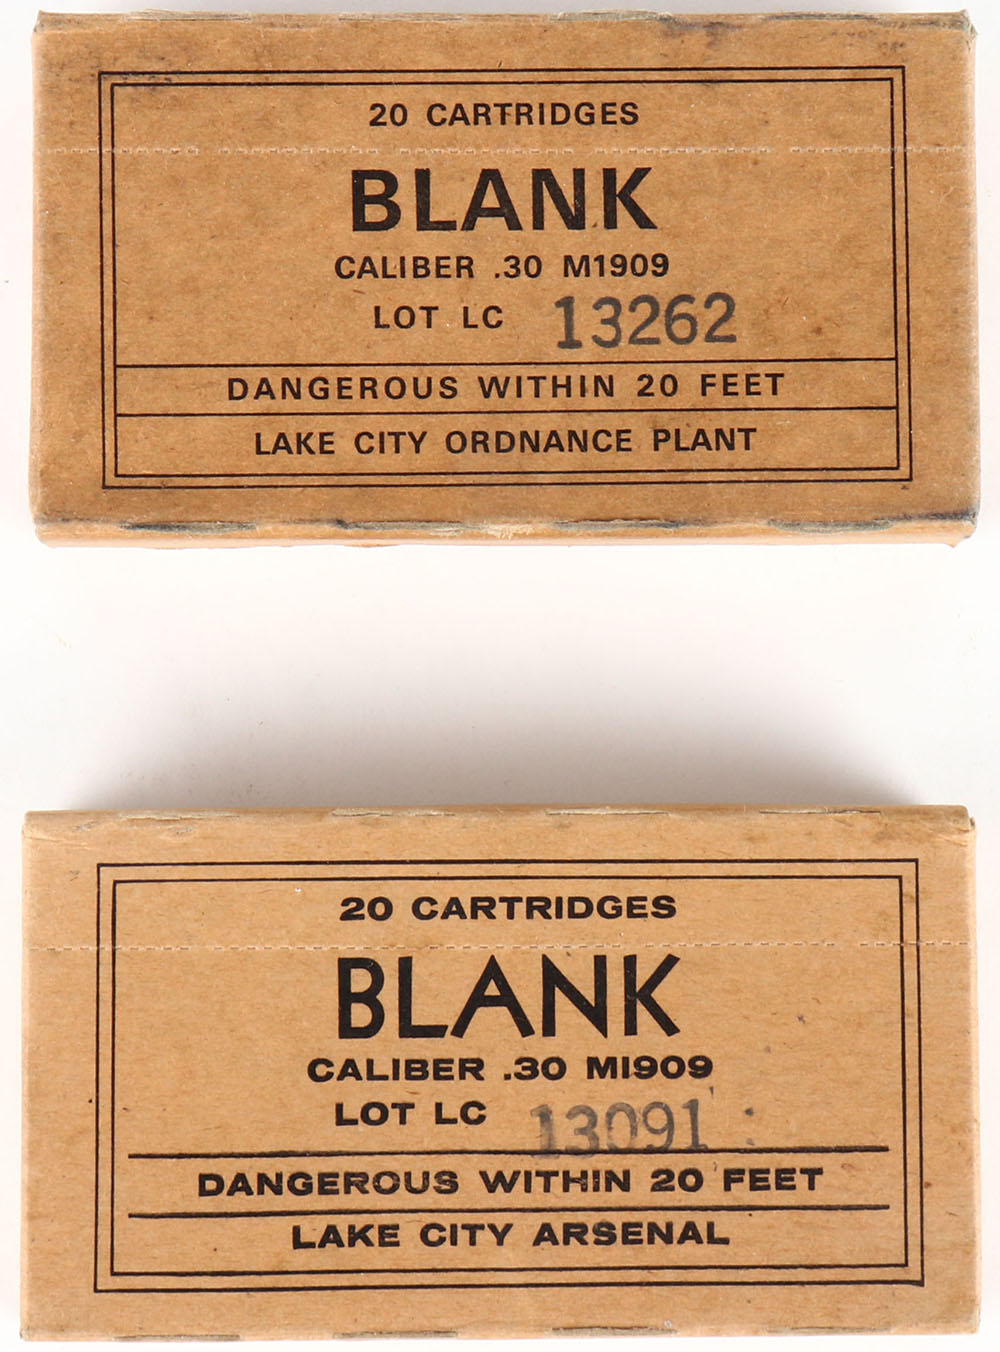 20 CARTRIDGES
BLANK
CALIBER .30 M1909
LOT LC 13262
DANGEROUS WITHIN 20 FEET
LAKE CITY ORDNANCE PLANT
20 CARTRIDGES
BLANK
CALIBER .30 M1909
LOT LC 13091
DANGEROUS WITHIN 20 FEET
LAKE CITY ARSENAL